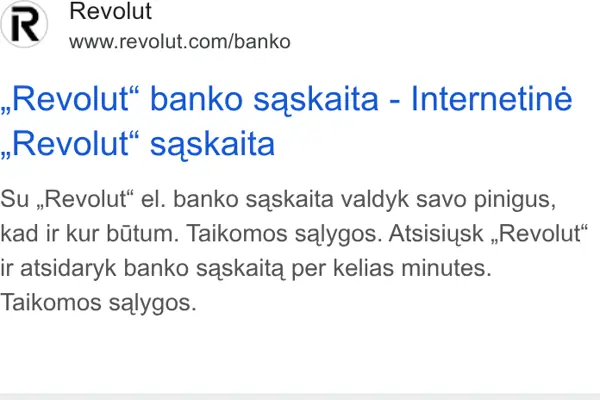 Revolut
www.revolut.com/banko
„Revolut“ banko sąskaita - Internetinė
„Revolut“ sąskaita
Su „Revolut“ el. banko sąskaita valdyk savo pinigus,
kad ir kur būtum. Taikomos sąlygos. Atsisiųsk „Revolut“
ir atsidaryk banko sąskaitą per kelias minutes.
Taikomos sąlygos.